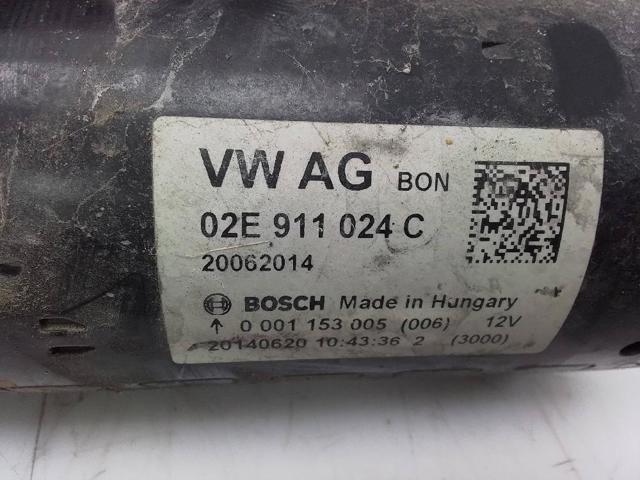 VW AG BON
02E 911 024 C
20062014
BOSCH Made in Hungary
↑ 0 001 153 005 (006) 12V
20140620 10:43:36 2 (3000)